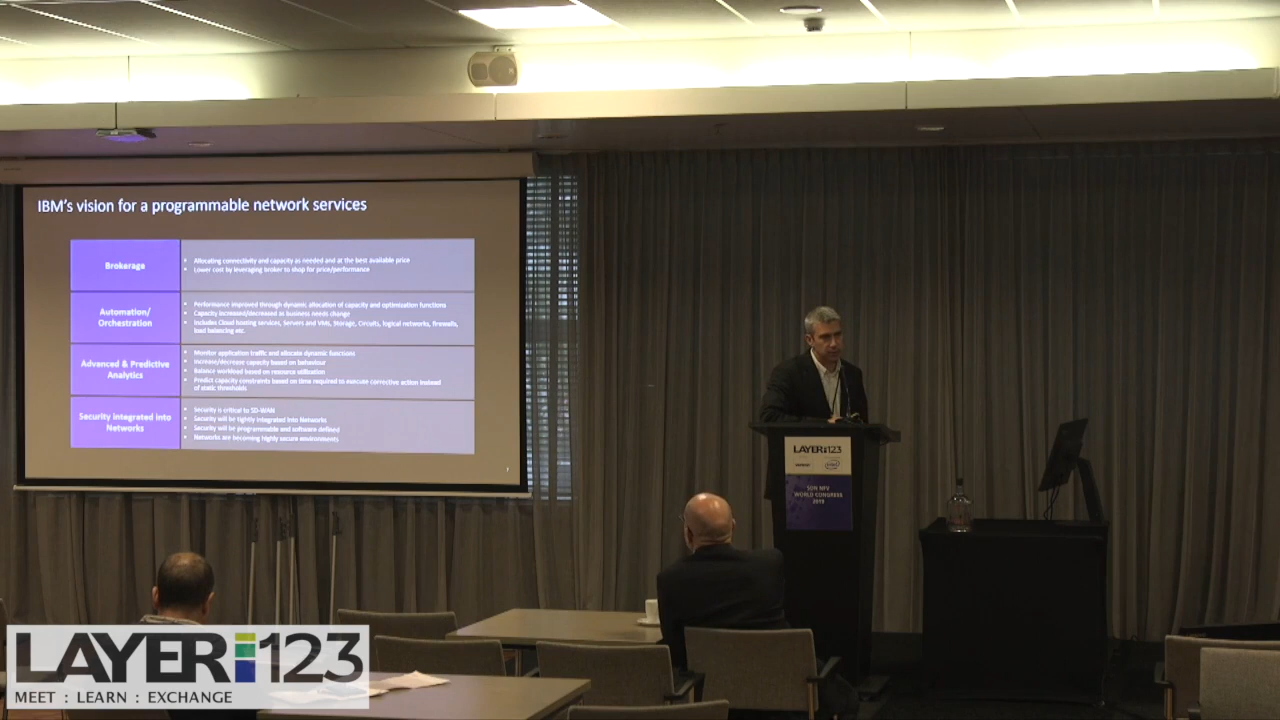 IBM's vision for a programmable network services
Brokerage
Allocating connectivity and capacity as needed and at the best available price
Lower cost by leveraging broker to shop for price/performance
Automation/
Orchestration
Performance improved through dynamic allocation of capacity and optimisation functions
Capacity increased/decreased as business needs change
Includes Cloud hosting services, Servers and VMs, Storage, Circuits, logical networks, firewalls,
load balancing etc.
Advanced & Predictive
Analytics
Monitor application traffic and allocate dynamic functions
Increase/decrease capacity based on behaviour
Balance workload based on resource utilisation
Predict capacity constraints based on time required to execute corrective action instead
of static thresholds
Security integrated into
Networks
Security is critical to SD-WAN
Security will be tightly integrated into Networks
Security will be programmable and software defined
Networks are becoming highly secure environments
LAYER123
intel
SDN NFV
WORLD CONGRESS
2019
LAYER123
MEET : LEARN : EXCHANGE